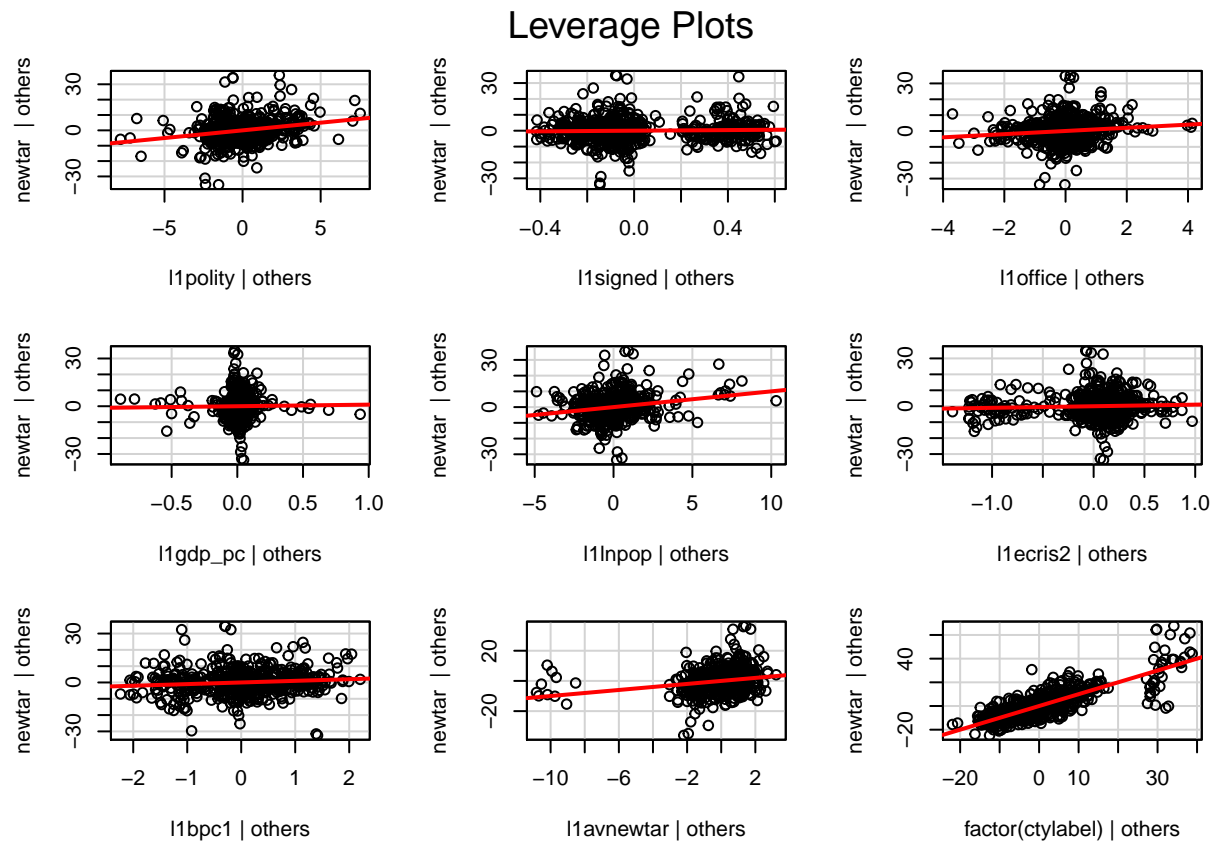 Leverage Plots
newtar | others
−30 0 30
−5 0 5
l1polity | others
newtar | others
−30 0 30
−0.4 0.0 0.4
l1signed | others
newtar | others
−30 0 30
−4 −2 0 2 4
l1office | others
newtar | others
−30 0 30
−0.5 0.0 0.5 1.0
l1gdp_pc | others
newtar | others
−30 0 30
−5 0 5 10
l1lnpop | others
newtar | others
−30 0 30
−1.0 0.0 0.5 1.0
l1ecris2 | others
newtar | others
−30 0 30
−2 −1 0 1 2
l1bpc1 | others
newtar | others
−20 20
−10 −6 −2 2
l1avnewtar | others
newtar | others
−20 40
−20 0 10 30
factor(ctylabel) | others